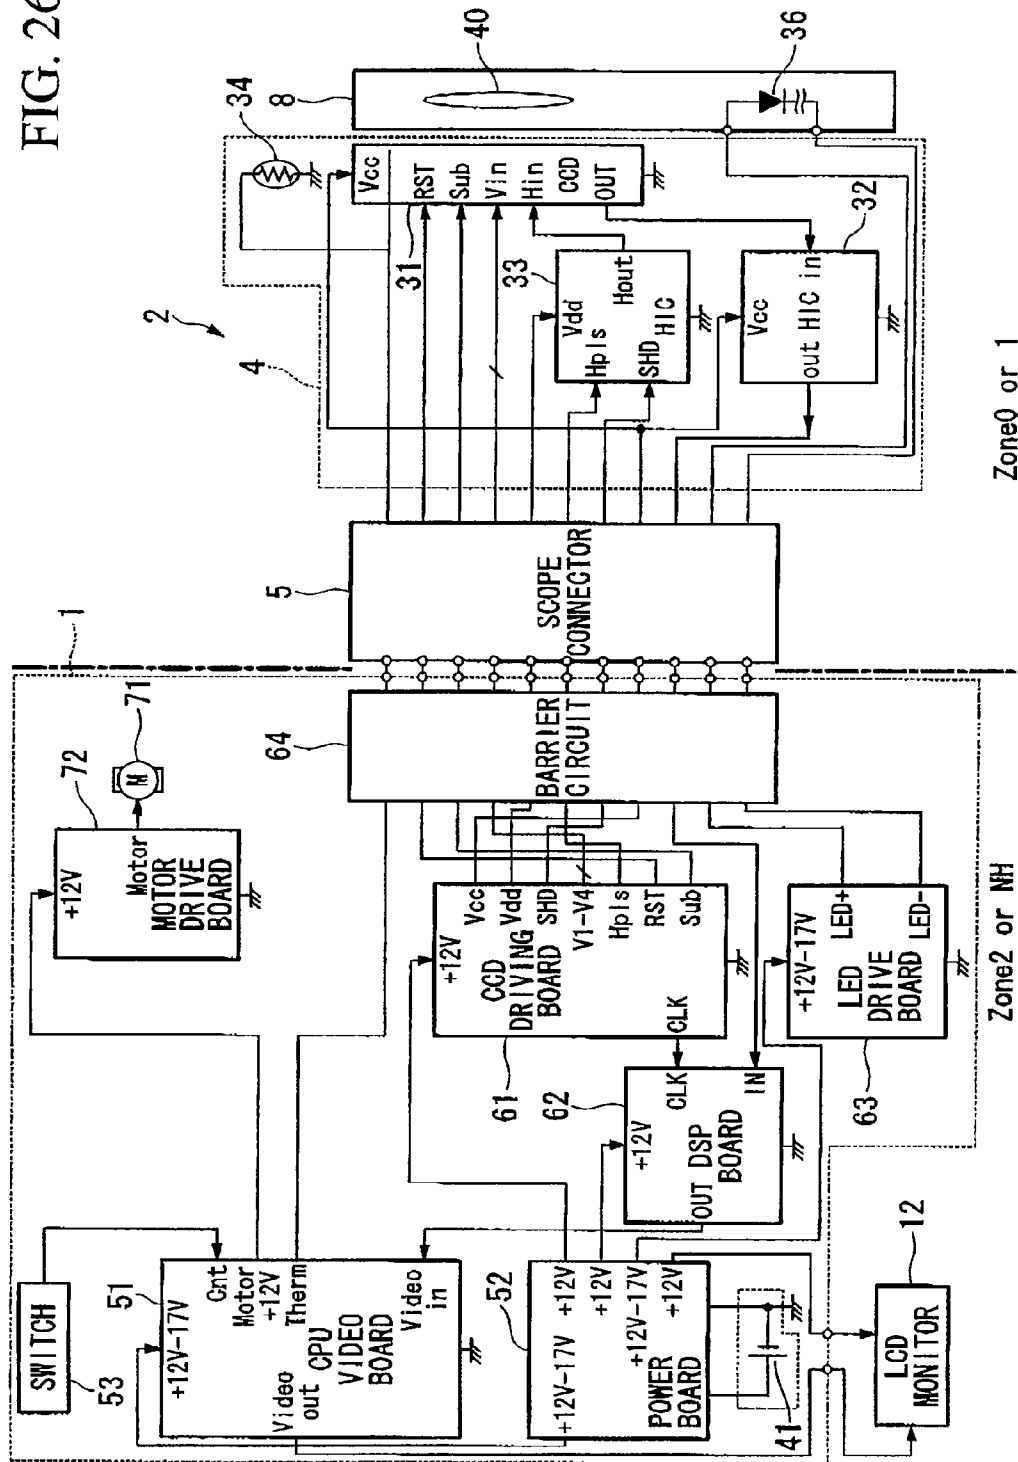 FIG. 26
SWITCH
53
51
+12V-17V
Cnt
Motor
+12V
Therm
CPU
VIDEO
BOARD
Video
out
Video
in
72
+12V
Motor
MOTOR
DRIVE
BOARD
M
71
1
52
+12V-17V
+12V
+12V
+12V-17V
+12V
POWER
BOARD
41
12
LCD
MONITOR
61
+12V
CCD
DRIVING
BOARD
Vcc
Vdd
SHD
V1-V4
Hpls
RST
Sub
CLK
62
+12V
CLK
IN
OUT
DSP
BOARD
63
+12V-17V
LED
DRIVE
BOARD
LED+
LED-
Zone2 or NH
64
BARRIER
CIRCUIT
5
SCOPE
CONNECTOR
2
4
34
31
Vcc
RST
Sub
Vin
Hin
CCD
OUT
33
Vdd
Hpls
Hout
SHD
HIC
32
Vcc
out HIC in
8
40
36
Zone0 or 1